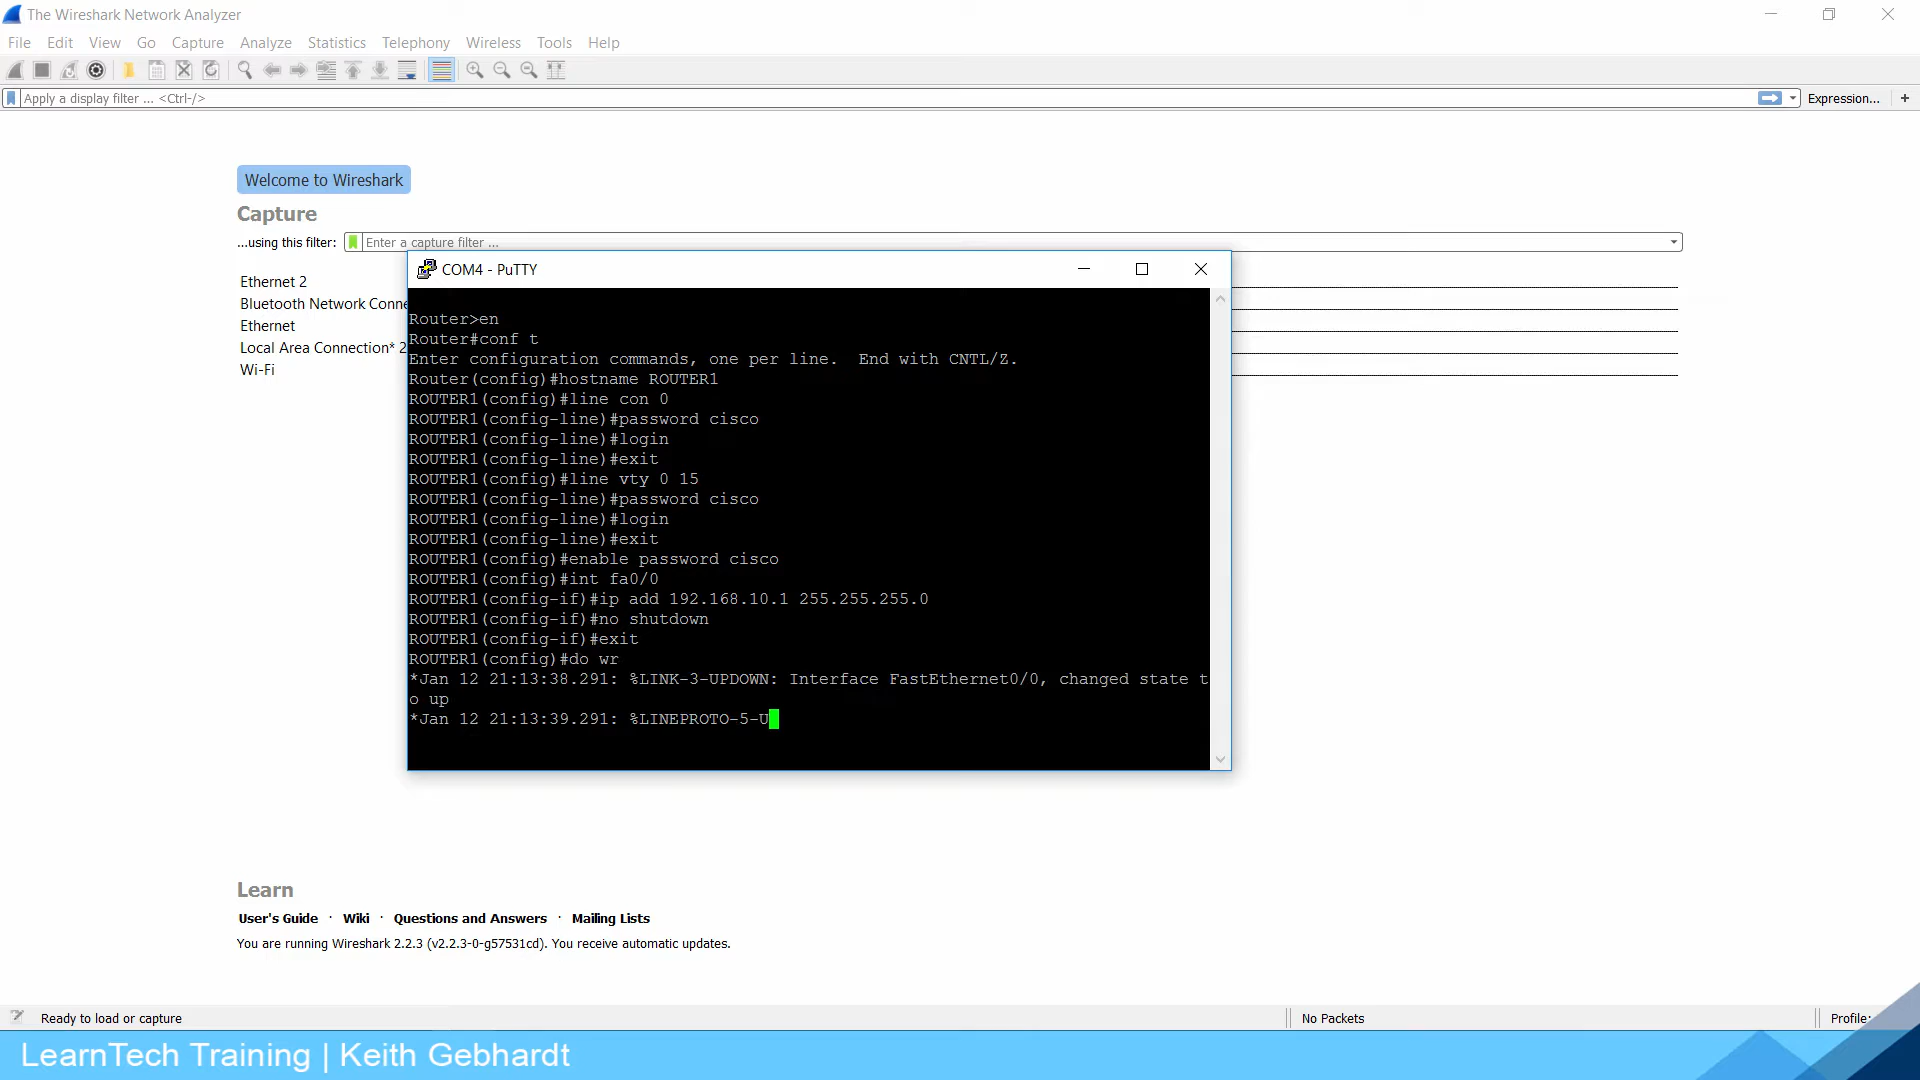 The Wireshark Network Analyzer
File Edit View Go Capture Analyze Statistics Telephony Wireless Tools Help
Apply a display filter ... <Ctrl-/>
Expression... +
Welcome to Wireshark
Capture
...using this filter: Enter a capture filter ...
Ethernet 2
Bluetooth Network Conne
Ethernet
Local Area Connection* 2
Wi-Fi
COM4 - PuTTY
Router>en
Router#conf t
Enter configuration commands, one per line.  End with CNTL/Z.
Router(config)#hostname ROUTER1
ROUTER1(config)#line con 0
ROUTER1(config-line)#password cisco
ROUTER1(config-line)#login
ROUTER1(config-line)#exit
ROUTER1(config)#line vty 0 15
ROUTER1(config-line)#password cisco
ROUTER1(config-line)#login
ROUTER1(config-line)#exit
ROUTER1(config)#enable password cisco
ROUTER1(config)#int fa0/0
ROUTER1(config-if)#ip add 192.168.10.1 255.255.255.0
ROUTER1(config-if)#no shutdown
ROUTER1(config-if)#exit
ROUTER1(config)#do wr
*Jan 12 21:13:38.291: %LINK-3-UPDOWN: Interface FastEthernet0/0, changed state t
o up
*Jan 12 21:13:39.291: %LINEPROTO-5-U
Learn
User's Guide · Wiki · Questions and Answers · Mailing Lists
You are running Wireshark 2.2.3 (v2.2.3-0-g57531cd). You receive automatic updates.
Ready to load or capture
No Packets
Profile:
LearnTech Training | Keith Gebhardt